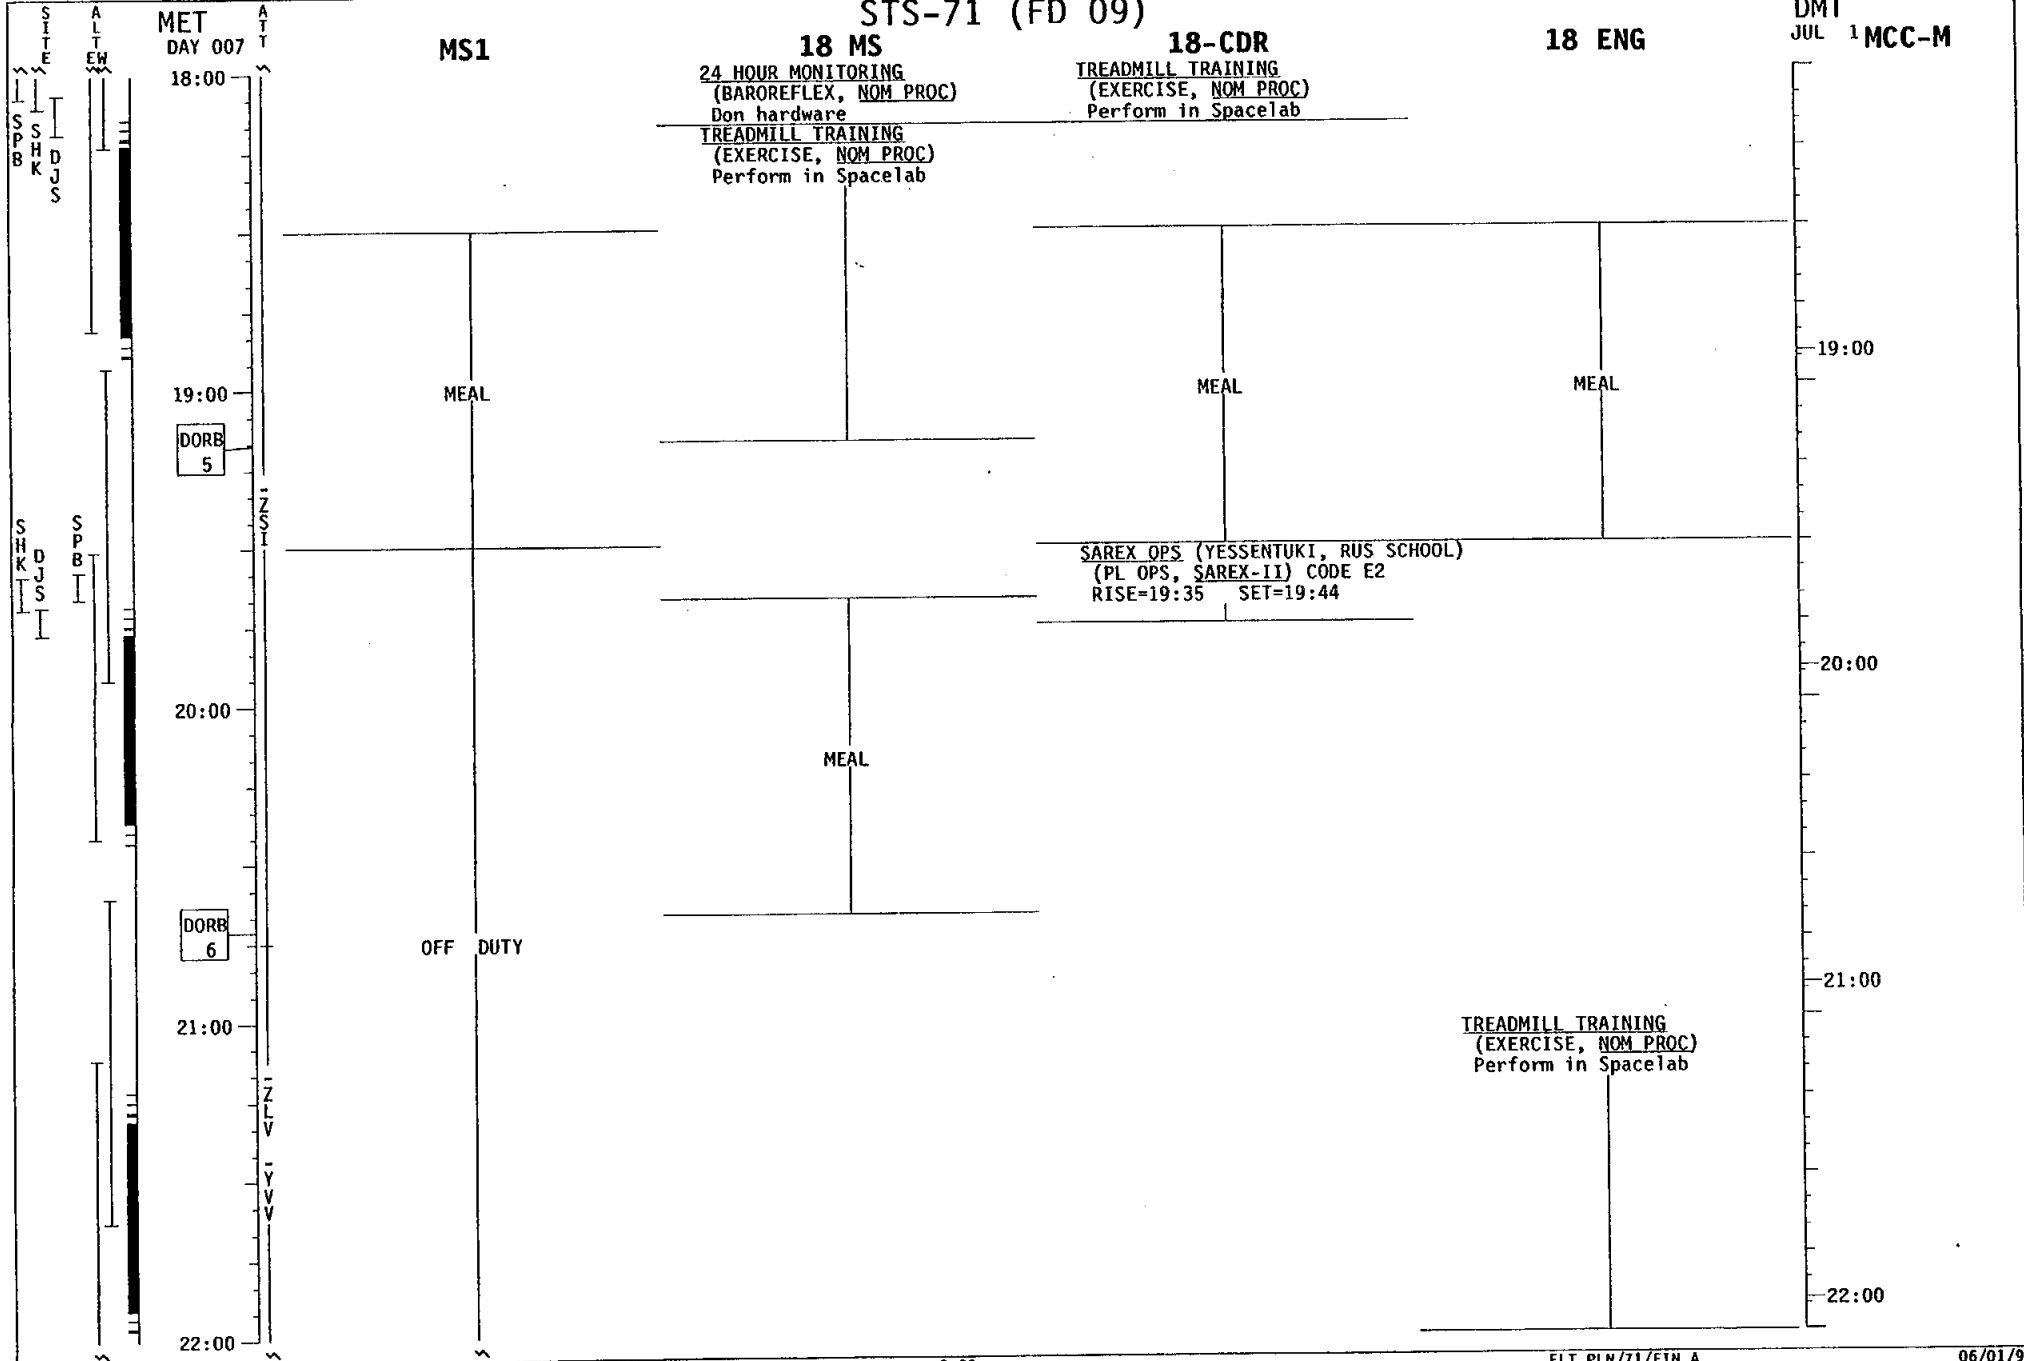 STS-71 (FD 09)
SITE
ALT
EW
MET
DAY 007
ATT
MS1
18 MS
18-CDR
18 ENG
DMT
JUL 1
MCC-M
18:00
24 HOUR MONITORING
(BAROREFLEX, NOM PROC)
Don hardware
TREADMILL TRAINING
(EXERCISE, NOM PROC)
Perform in Spacelab
TREADMILL TRAINING
(EXERCISE, NOM PROC)
Perform in Spacelab
SPB
SHK
DJS
19:00
19:00
MEAL
MEAL
MEAL
DORB
5
-ZSI
SHK
DJS
SPB
SAREX OPS (YESSENTUKI, RUS SCHOOL)
(PL OPS, SAREX-II) CODE E2
RISE=19:35 SET=19:44
20:00
20:00
MEAL
DORB
6
OFF DUTY
21:00
21:00
TREADMILL TRAINING
(EXERCISE, NOM PROC)
Perform in Spacelab
-ZLV
-YVV
22:00
22:00
FLT PLN/71/FIN A